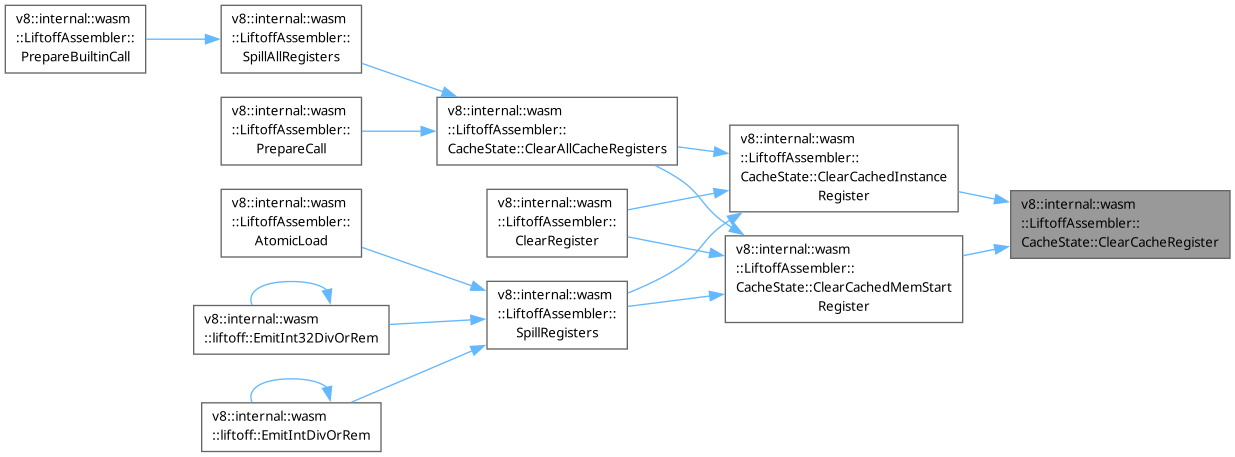 v8::internal::wasm
::LiftoffAssembler::
PrepareBuiltinCall
v8::internal::wasm
::LiftoffAssembler::
SpillAllRegisters
v8::internal::wasm
::LiftoffAssembler::
PrepareCall
v8::internal::wasm
::LiftoffAssembler::
AtomicLoad
v8::internal::wasm
::liftoff::EmitInt32DivOrRem
v8::internal::wasm
::liftoff::EmitIntDivOrRem
v8::internal::wasm
::LiftoffAssembler::
CacheState::ClearAllCacheRegisters
v8::internal::wasm
::LiftoffAssembler::
ClearRegister
v8::internal::wasm
::LiftoffAssembler::
SpillRegisters
v8::internal::wasm
::LiftoffAssembler::
CacheState::ClearCachedInstance
Register
v8::internal::wasm
::LiftoffAssembler::
CacheState::ClearCachedMemStart
Register
v8::internal::wasm
::LiftoffAssembler::
CacheState::ClearCacheRegister